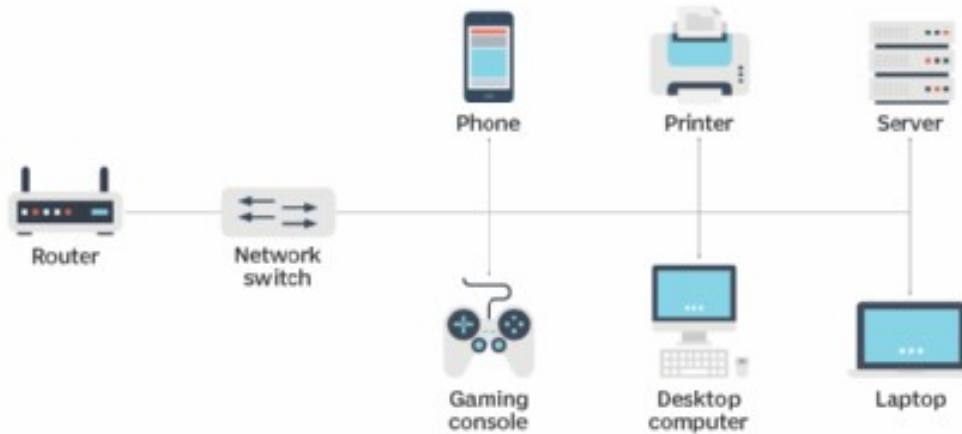 Phone
Printer
Server
Router
Network
switch
Gaming
console
Desktop
computer
Laptop